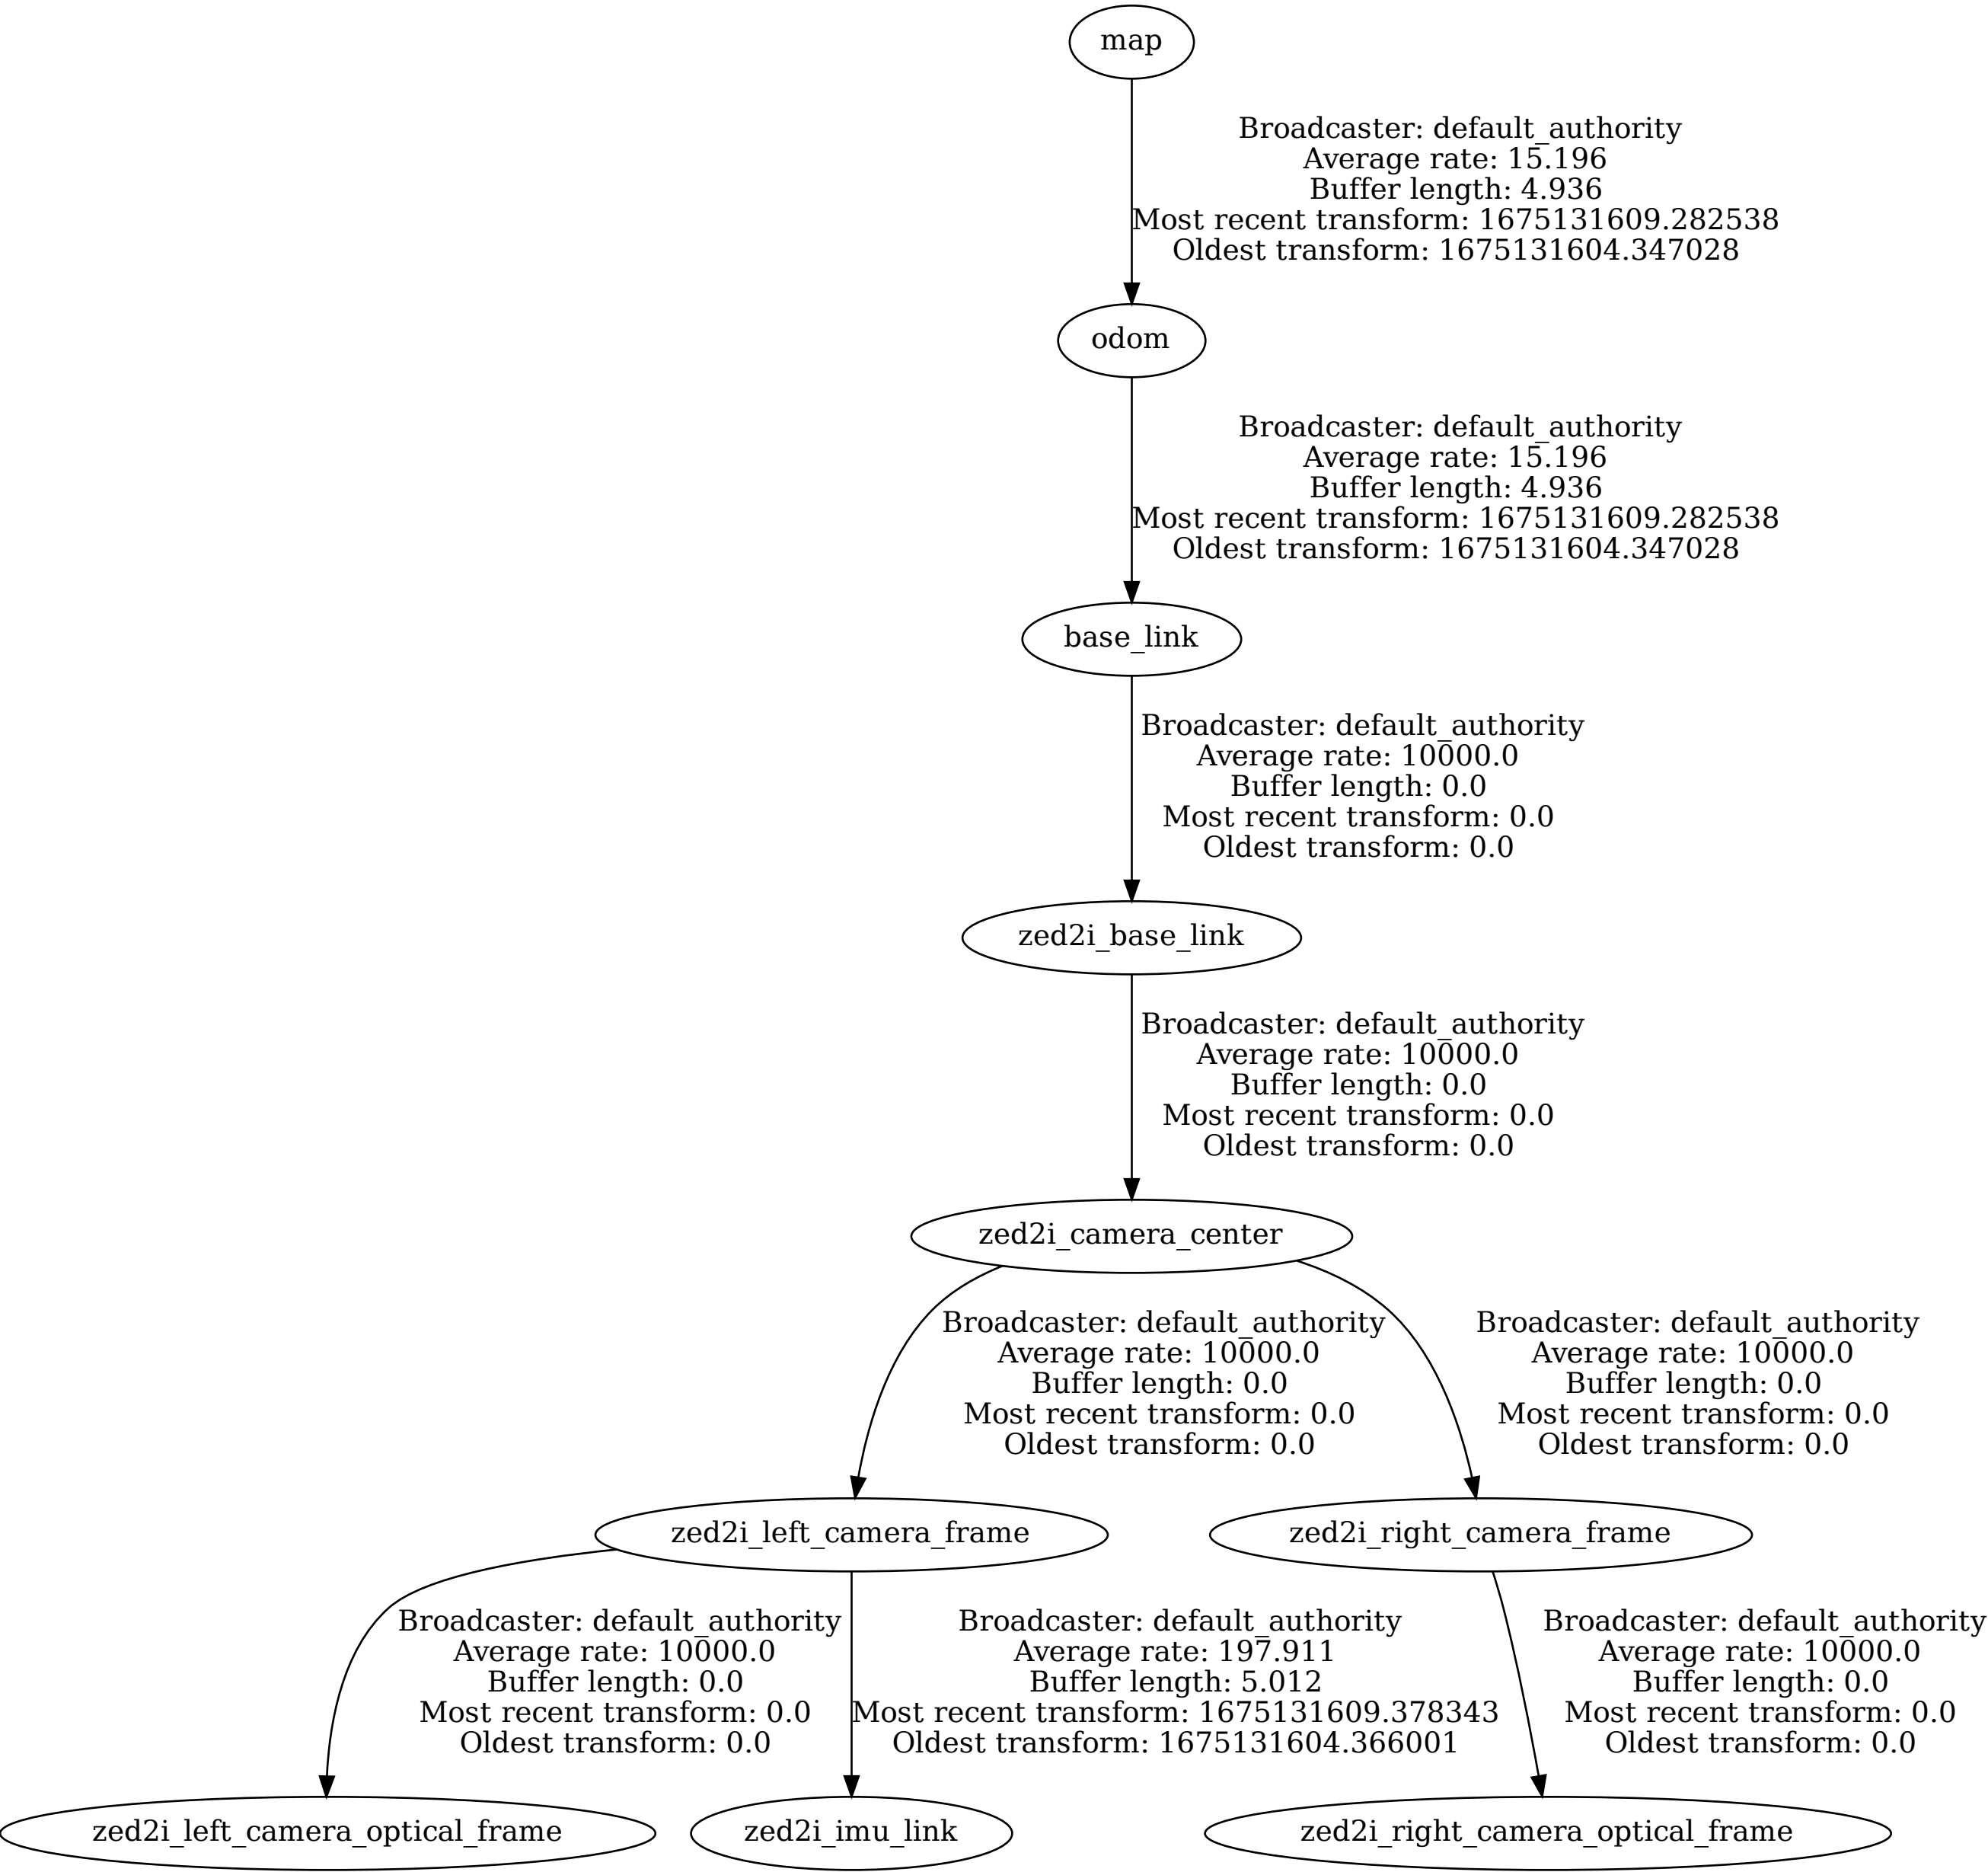 map
Broadcaster: default_authority
Average rate: 15.196
Buffer length: 4.936
Most recent transform: 1675131609.282538
Oldest transform: 1675131604.347028
odom
Broadcaster: default_authority
Average rate: 15.196
Buffer length: 4.936
Most recent transform: 1675131609.282538
Oldest transform: 1675131604.347028
base_link
Broadcaster: default_authority
Average rate: 10000.0
Buffer length: 0.0
Most recent transform: 0.0
Oldest transform: 0.0
zed2i_base_link
Broadcaster: default_authority
Average rate: 10000.0
Buffer length: 0.0
Most recent transform: 0.0
Oldest transform: 0.0
zed2i_camera_center
Broadcaster: default_authority
Average rate: 10000.0
Buffer length: 0.0
Most recent transform: 0.0
Oldest transform: 0.0
Broadcaster: default_authority
Average rate: 10000.0
Buffer length: 0.0
Most recent transform: 0.0
Oldest transform: 0.0
zed2i_left_camera_frame
zed2i_right_camera_frame
Broadcaster: default_authority
Average rate: 10000.0
Buffer length: 0.0
Most recent transform: 0.0
Oldest transform: 0.0
Broadcaster: default_authority
Average rate: 197.911
Buffer length: 5.012
Most recent transform: 1675131609.378343
Oldest transform: 1675131604.366001
Broadcaster: default_authority
Average rate: 10000.0
Buffer length: 0.0
Most recent transform: 0.0
Oldest transform: 0.0
zed2i_left_camera_optical_frame
zed2i_imu_link
zed2i_right_camera_optical_frame